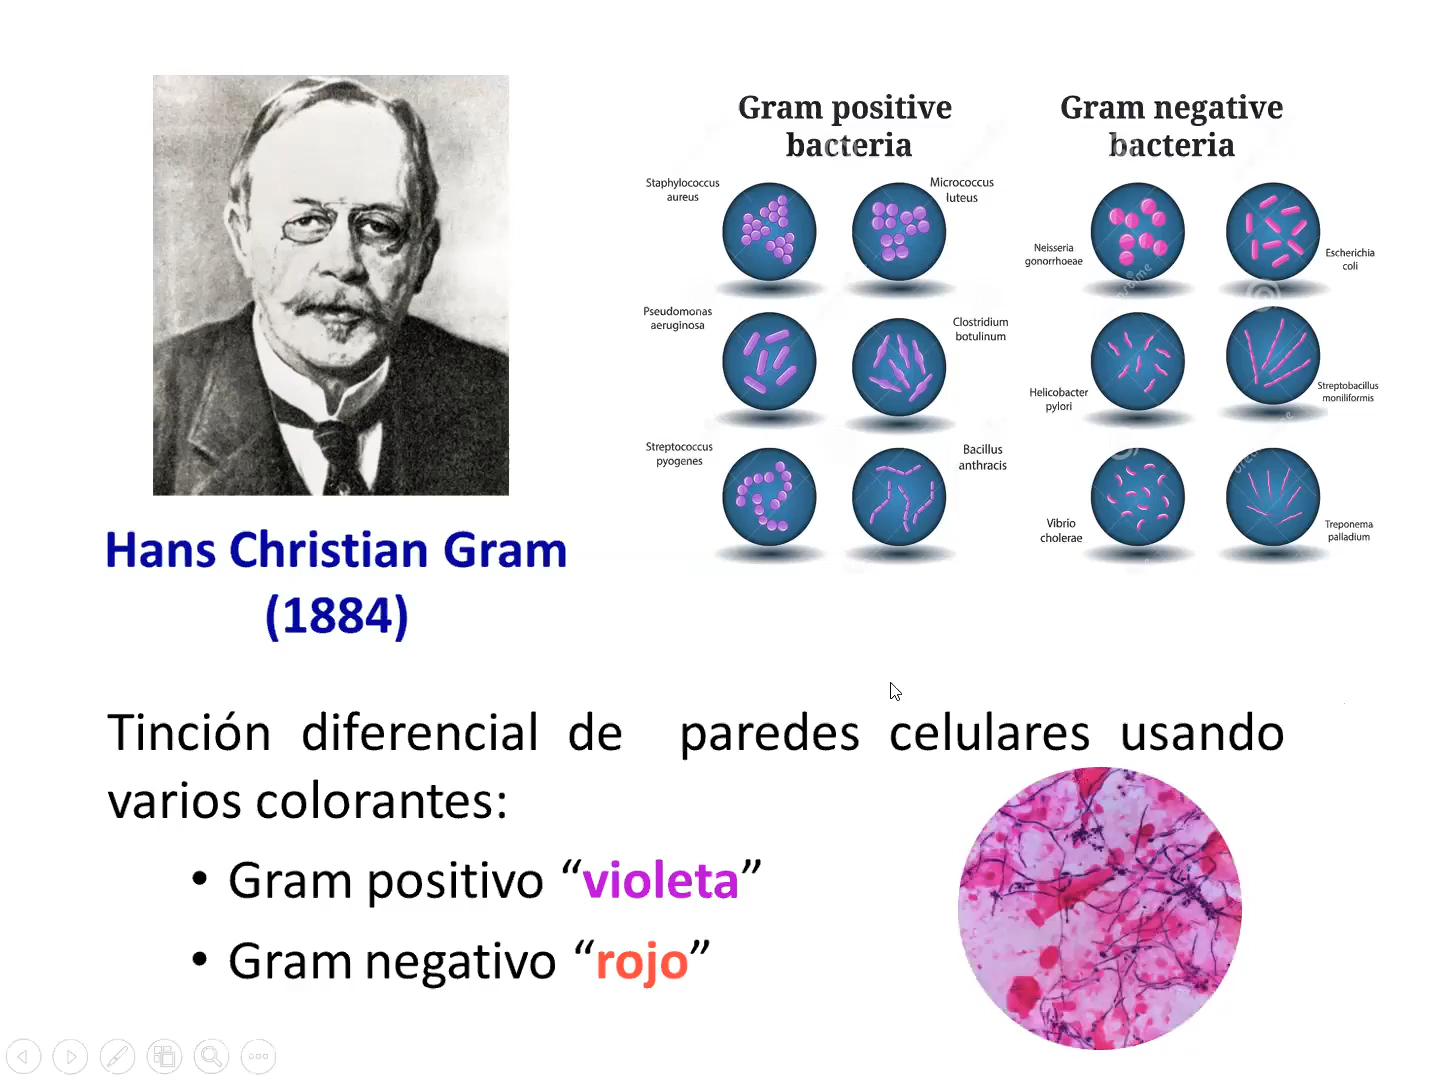 Gram positive
bacteria
Gram negative
bacteria
Staphylococcus
aureus
Micrococcus
luteus
Neisseria
gonorrhoeae
Escherichia
coli
Pseudomonas
aeruginosa
Clostridium
botulinum
Helicobacter
pylori
Streptobacillus
moniliformis
Streptococcus
pyogenes
Bacillus
anthracis
Vibrio
cholerae
Treponema
palladium
Hans Christian Gram
(1884)
Tinción diferencial de paredes celulares usando
varios colorantes:
• Gram positivo “violeta”
• Gram negativo “rojo”